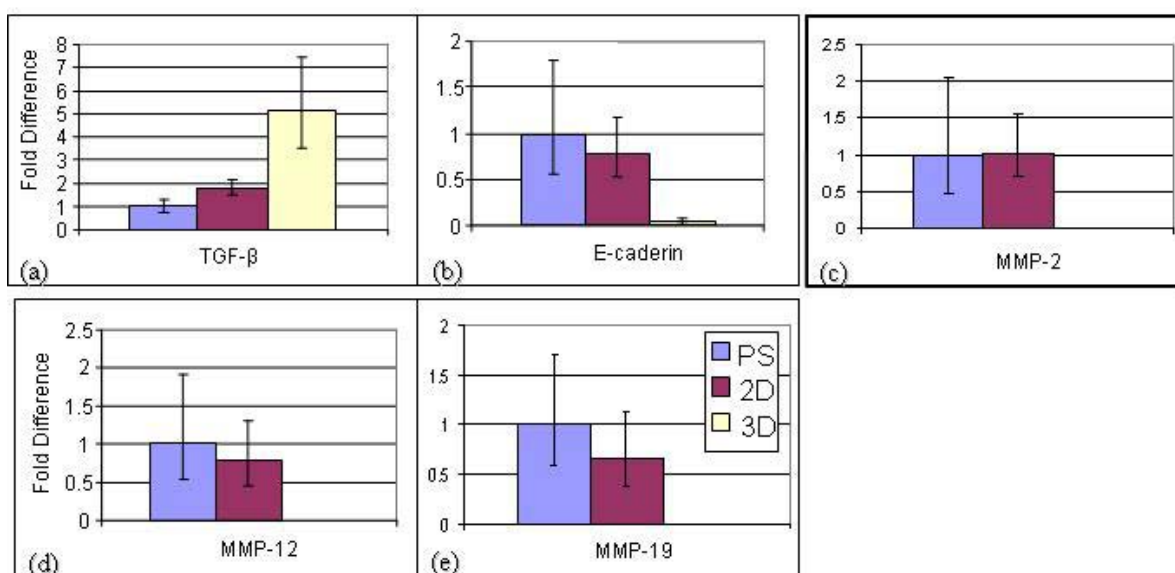 Fold Difference
8
7
6
5
4
3
2
1
0
TGF-β
(a)
2
1.5
1
0.5
0
E-caderin
(b)
2.5
2
1.5
1
0.5
0
MMP-2
(c)
Fold Difference
2.5
2
1.5
1
0.5
0
MMP-12
(d)
2
1.5
1
0.5
0
MMP-19
(e)
PS
2D
3D